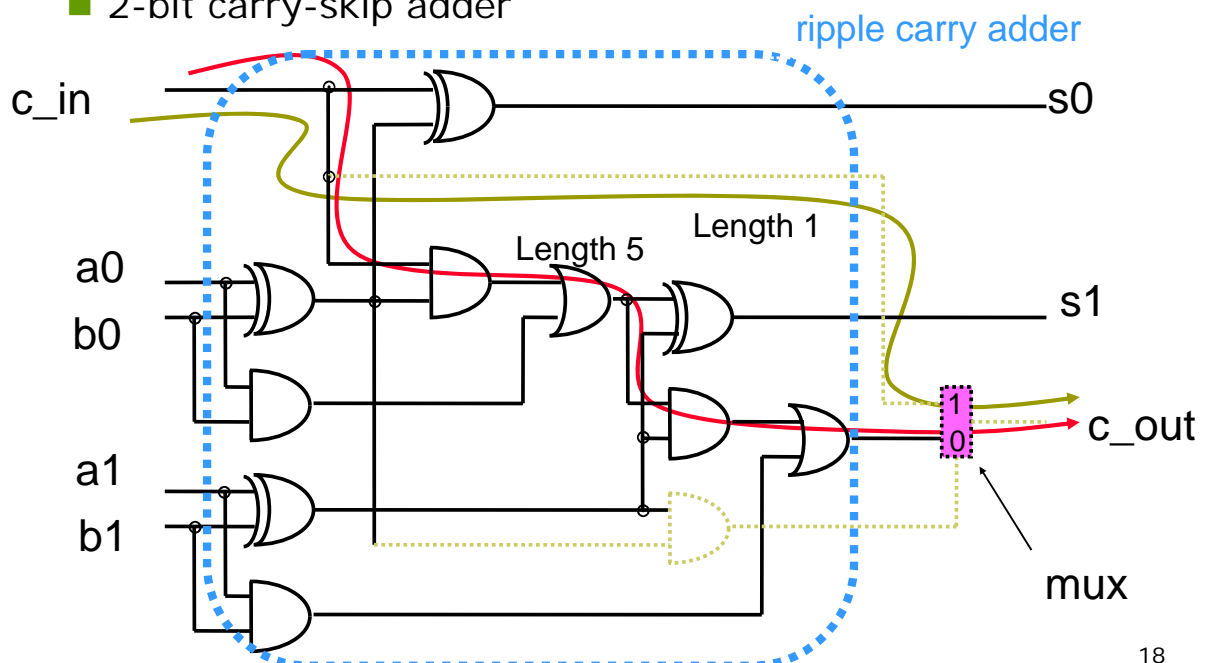 2-bit carry-skip adder
ripple carry adder
c_in
s0
Length 1
Length 5
a0
b0
s1
1
0
c_out
a1
b1
mux
18